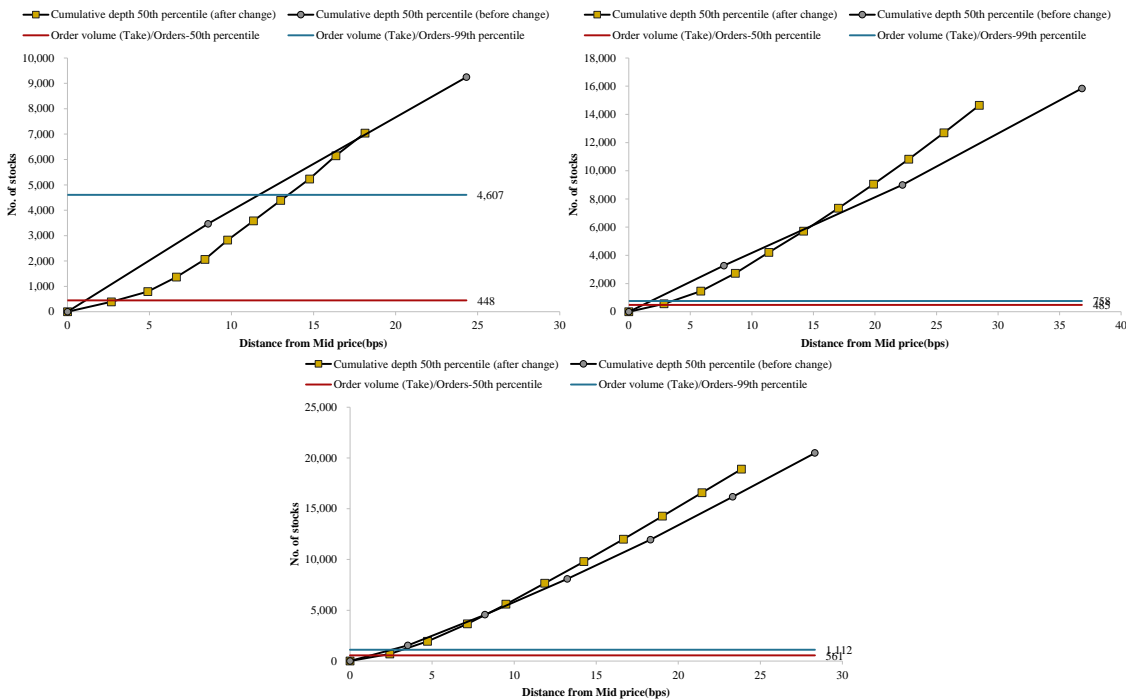 Cumulative depth 50th percentile (after change) Cumulative depth 50th percentile (before change)
Order volume (Take)/Orders-50th percentile Order volume (Take)/Orders-99th percentile
10,000
9,000
8,000
7,000
6,000
5,000
4,000
3,000
2,000
1,000
0
No. of stocks
4,607
448
0 5 10 15 20 25 30
Distance from Mid price(bps)
Cumulative depth 50th percentile (after change) Cumulative depth 50th percentile (before change)
Order volume (Take)/Orders-50th percentile Order volume (Take)/Orders-99th percentile
18,000
16,000
14,000
12,000
10,000
8,000
6,000
4,000
2,000
0
No. of stocks
758
485
0 5 10 15 20 25 30 35 40
Distance from Mid price(bps)
Cumulative depth 50th percentile (after change) Cumulative depth 50th percentile (before change)
Order volume (Take)/Orders-50th percentile Order volume (Take)/Orders-99th percentile
25,000
20,000
15,000
10,000
5,000
0
No. of stocks
1,112
561
0 5 10 15 20 25 30
Distance from Mid price(bps)